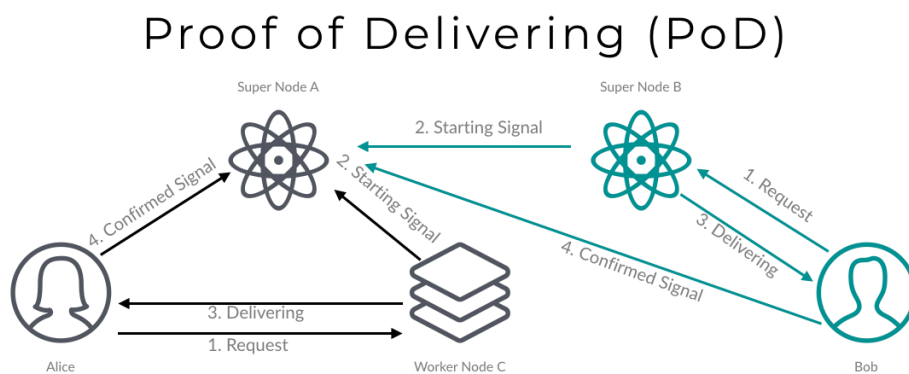 Proof of Delivering (PoD)
Super Node A
Super Node B
2. Starting Signal
1. Request
4. Confirmed Signal
2. Starting Signal
3. Delivering
4. Confirmed Signal
3. Delivering
1. Request
Alice
Worker Node C
Bob